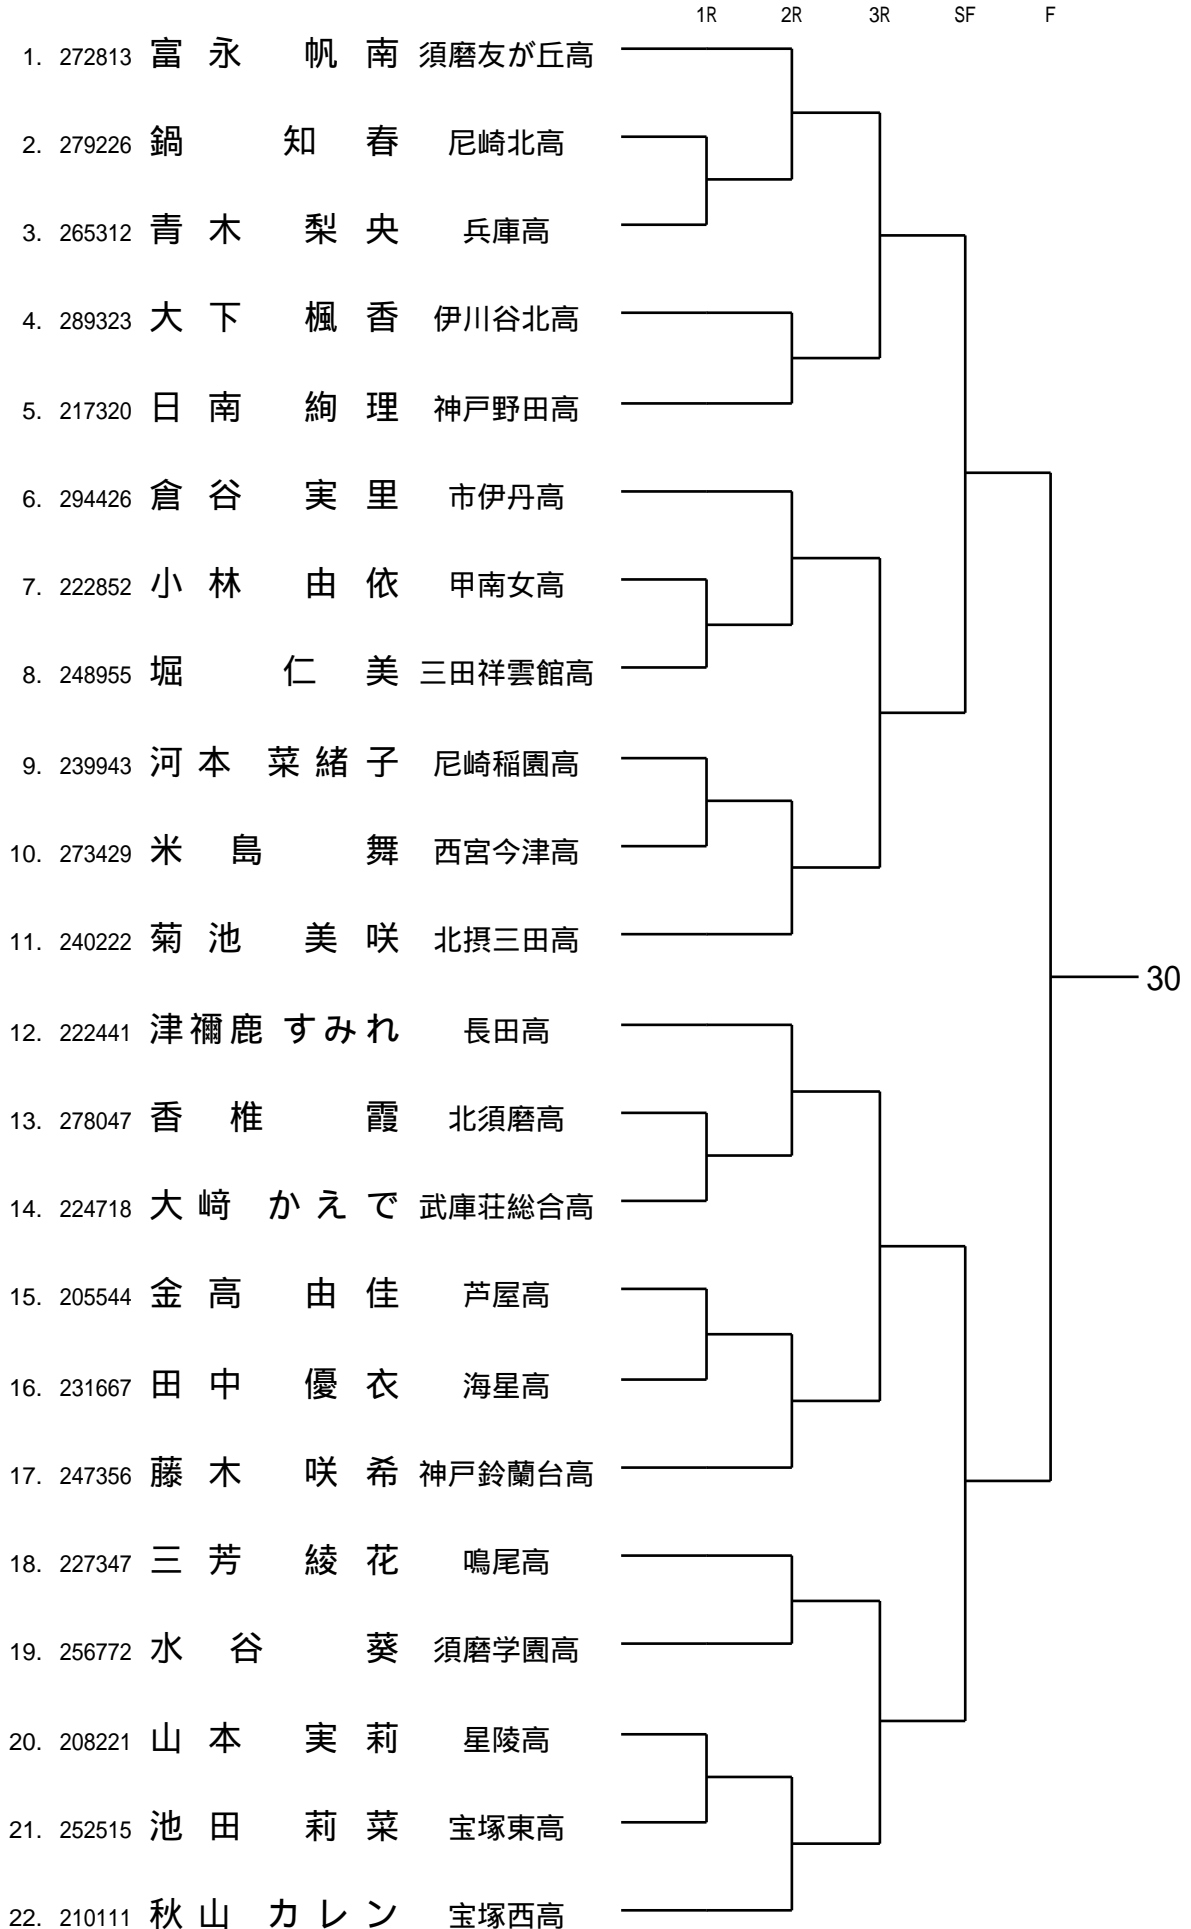 1R 2R 3R SF F
1. 272813 富永 帆南 須磨友が丘高
2. 279226 鍋 知春 尼崎北高
3. 265312 青木 梨央 兵庫高
4. 289323 大下 楓香 伊川谷北高
5. 217320 日南 絢理 神戸野田高
6. 294426 倉谷 実里 市伊丹高
7. 222852 小林 由依 甲南女高
8. 248955 堀 仁美 三田祥雲館高
9. 239943 河本 菜緒子 尼崎稲園高
10. 273429 米島 舞 西宮今津高
11. 240222 菊池 美咲 北摂三田高
30
12. 222441 津禰鹿 すみれ 長田高
13. 278047 香椎 霞 北須磨高
14. 224718 大﨑 かえで 武庫荘総合高
15. 205544 金高 由佳 芦屋高
16. 231667 田中 優衣 海星高
17. 247356 藤木 咲希 神戸鈴蘭台高
18. 227347 三芳 綾花 鳴尾高
19. 256772 水谷 葵 須磨学園高
20. 208221 山本 実莉 星陵高
21. 252515 池田 莉菜 宝塚東高
22. 210111 秋山 カレン 宝塚西高